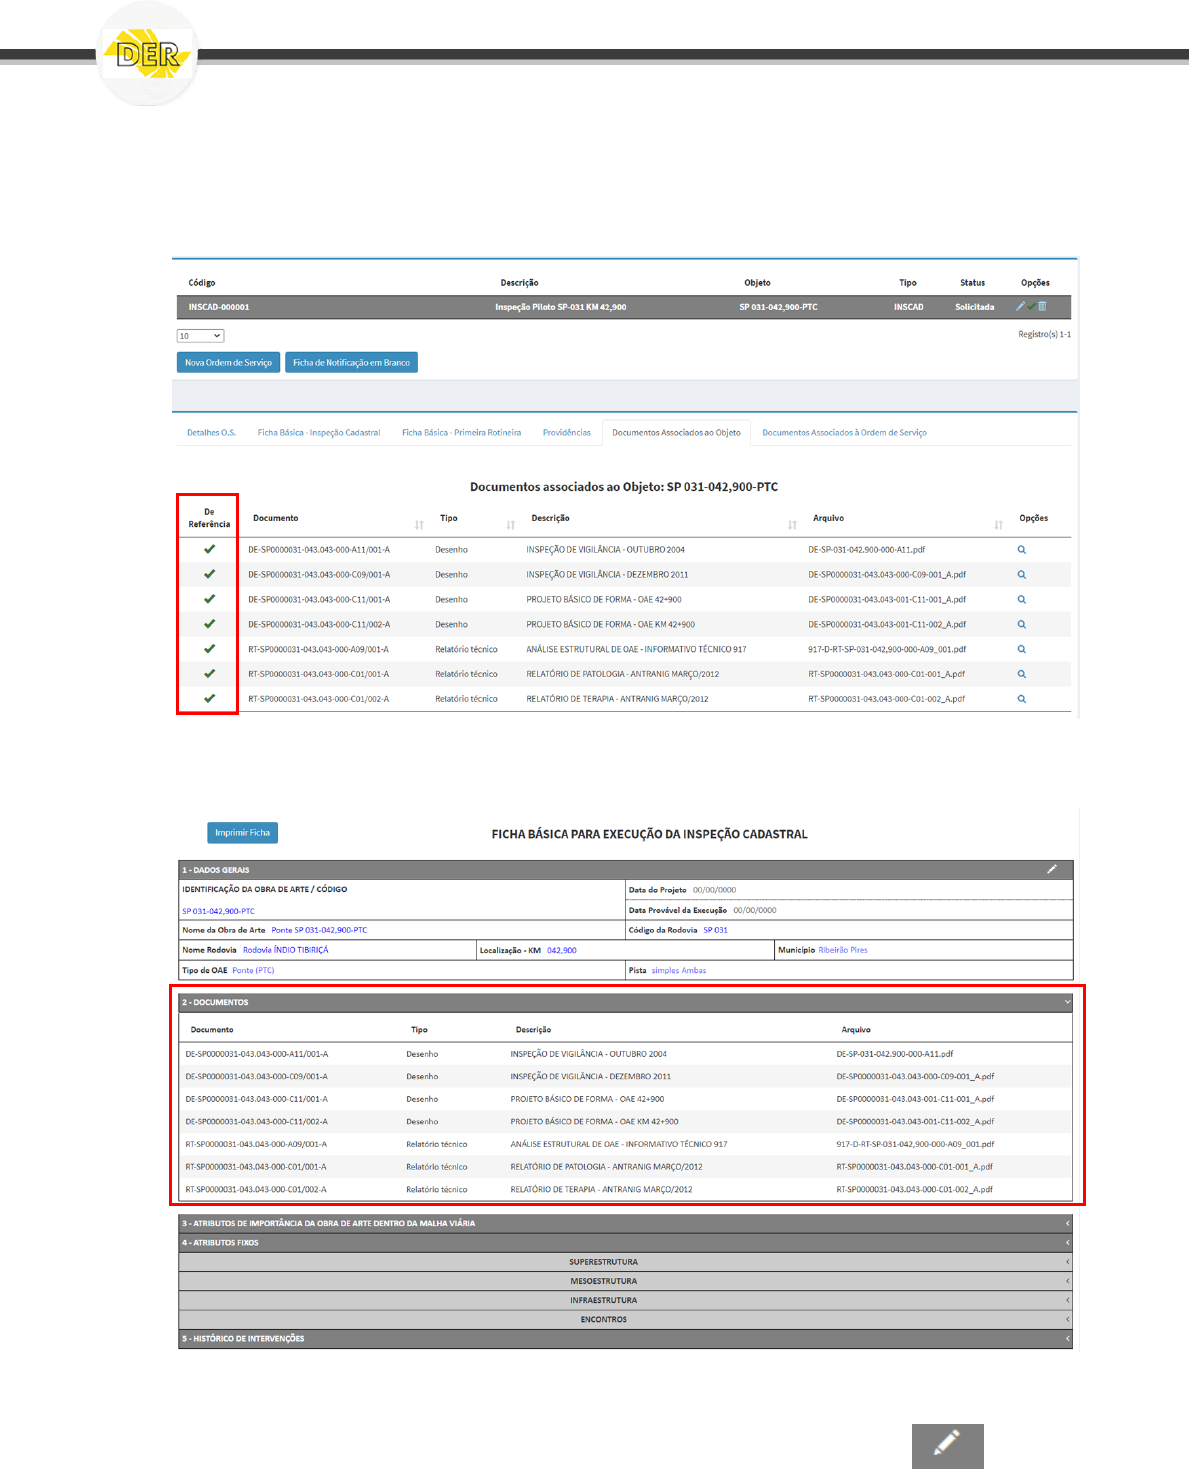 DER
Código Descrição Objeto Tipo Status Opções
INSCAD-000001 Inspeção Piloto SP-031 KM 42,900 SP 031-042,900-PTC INSCAD Solicitada
10 Registro(s) 1-1
Nova Ordem de Serviço Ficha de Notificação em Branco
Detalhes O.S. Ficha Básica - Inspeção Cadastral Ficha Básica - Primeira Rotineira Providências Documentos Associados ao Objeto Documentos Associados à Ordem de Serviço
Documentos associados ao Objeto: SP 031-042,900-PTC
De Referência Documento Tipo Descrição Arquivo Opções
DE-SP0000031-043.043-000-A11/001-A Desenho INSPEÇÃO DE VIGILÂNCIA - OUTUBRO 2004 DE-SP-031-042.900-000-A11.pdf
DE-SP0000031-043.043-000-C09/001-A Desenho INSPEÇÃO DE VIGILÂNCIA - DEZEMBRO 2011 DE-SP0000031-043.043-000-C09-001_A.pdf
DE-SP0000031-043.043-000-C11/001-A Desenho PROJETO BÁSICO DE FORMA - OAE 42+900 DE-SP0000031-043.043-001-C11-001_A.pdf
DE-SP0000031-043.043-000-C11/002-A Desenho PROJETO BÁSICO DE FORMA - OAE KM 42+900 DE-SP0000031-043.043-001-C11-002_A.pdf
RT-SP0000031-043.043-000-A09/001-A Relatório técnico ANÁLISE ESTRUTURAL DE OAE - INFORMATIVO TÉCNICO 917 917-D-RT-SP-031-042,900-000-A09_001.pdf
RT-SP0000031-043.043-000-C01/001-A Relatório técnico RELATÓRIO DE PATOLOGIA - ANTRANIG MARÇO/2012 RT-SP0000031-043.043-000-C01-001_A.pdf
RT-SP0000031-043.043-000-C01/002-A Relatório técnico RELATÓRIO DE TERAPIA - ANTRANIG MARÇO/2012 RT-SP0000031-043.043-000-C01-002_A.pdf
Imprimir Ficha FICHA BÁSICA PARA EXECUÇÃO DA INSPEÇÃO CADASTRAL
1 - DADOS GERAIS
IDENTIFICAÇÃO DA OBRA DE ARTE / CÓDIGO Data do Projeto 00/00/0000
SP 031-042,900-PTC Data Provável da Execução 00/00/0000
Nome da Obra de Arte Ponte SP 031-042,900-PTC Código da Rodovia SP 031
Nome Rodovia Rodovia ÍNDIO TIBIRIÇÁ Localização - KM 042,900 Município Ribeirão Pires
Tipo de OAE Ponte (PTC) Pista simples Ambas
2 - DOCUMENTOS
Documento Tipo Descrição Arquivo
DE-SP0000031-043.043-000-A11/001-A Desenho INSPEÇÃO DE VIGILÂNCIA - OUTUBRO 2004 DE-SP-031-042.900-000-A11.pdf
DE-SP0000031-043.043-000-C09/001-A Desenho INSPEÇÃO DE VIGILÂNCIA - DEZEMBRO 2011 DE-SP0000031-043.043-000-C09-001_A.pdf
DE-SP0000031-043.043-000-C11/001-A Desenho PROJETO BÁSICO DE FORMA - OAE 42+900 DE-SP0000031-043.043-001-C11-001_A.pdf
DE-SP0000031-043.043-000-C11/002-A Desenho PROJETO BÁSICO DE FORMA - OAE KM 42+900 DE-SP0000031-043.043-001-C11-002_A.pdf
RT-SP0000031-043.043-000-A09/001-A Relatório técnico ANÁLISE ESTRUTURAL DE OAE - INFORMATIVO TÉCNICO 917 917-D-RT-SP-031-042,900-000-A09_001.pdf
RT-SP0000031-043.043-000-C01/001-A Relatório técnico RELATÓRIO DE PATOLOGIA - ANTRANIG MARÇO/2012 RT-SP0000031-043.043-000-C01-001_A.pdf
RT-SP0000031-043.043-000-C01/002-A Relatório técnico RELATÓRIO DE TERAPIA - ANTRANIG MARÇO/2012 RT-SP0000031-043.043-000-C01-002_A.pdf
3 - ATRIBUTOS DE IMPORTÂNCIA DA OBRA DE ARTE DENTRO DA MALHA VIÁRIA
4 - ATRIBUTOS FIXOS
SUPERESTRUTURA
MESOESTRUTURA
INFRAESTRUTURA
ENCONTROS
5 - HISTÓRICO DE INTERVENÇÕES